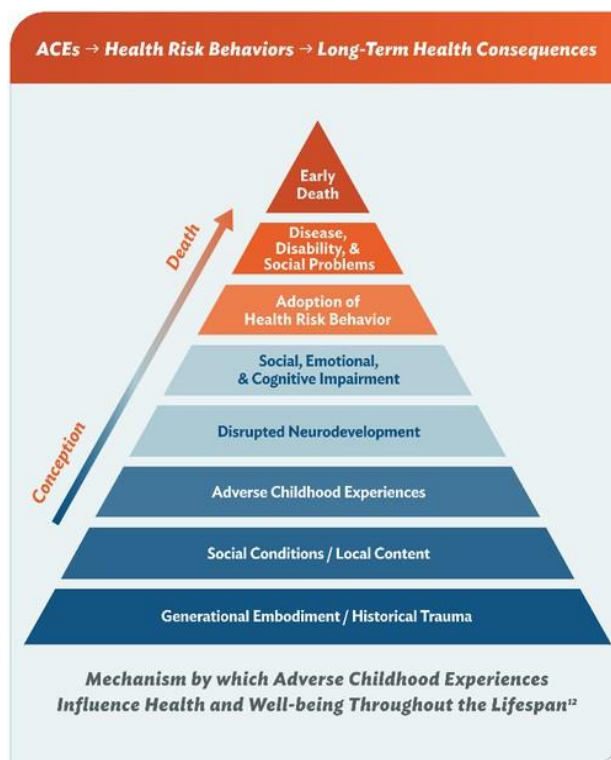 ACEs → Health Risk Behaviors → Long-Term Health Consequences
Early
Death
Disease,
Disability, &
Social Problems
Adoption of
Health Risk Behavior
Social, Emotional,
& Cognitive Impairment
Disrupted Neurodevelopment
Adverse Childhood Experiences
Social Conditions / Local Content
Generational Embodiment / Historical Trauma
Death
Conception
Mechanism by which Adverse Childhood Experiences
Influence Health and Well-being Throughout the Lifespan¹²